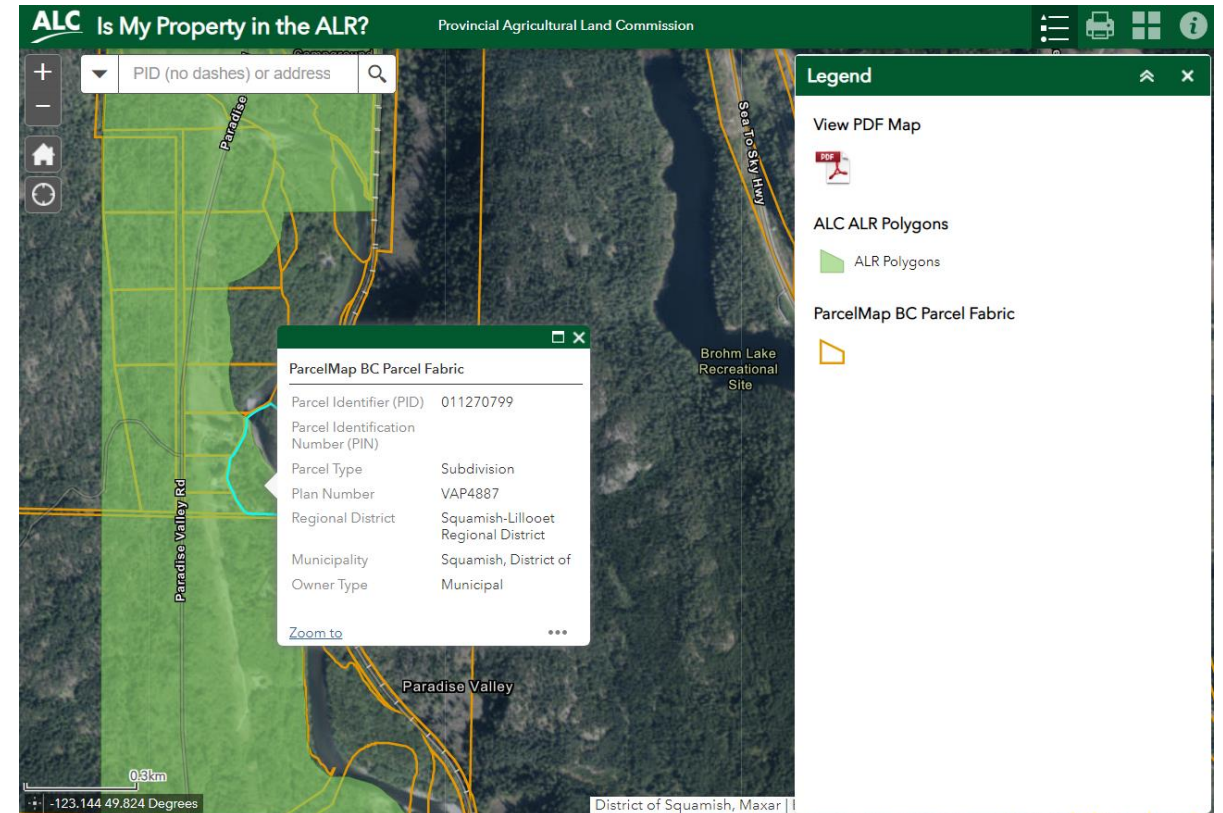 ALC Is My Property in the ALR?
Provincial Agricultural Land Commission
PID (no dashes) or address
Campground
Paradise
Sea To Sky Hwy
Brohm Lake
Recreational
Site
Paradise Valley Rd
Paradise Valley
ParcelMap BC Parcel Fabric
Parcel Identifier (PID) 011270799
Parcel Identification
Number (PIN)
Parcel Type Subdivision
Plan Number VAP4887
Regional District Squamish-Lillooet
Regional District
Municipality Squamish, District of
Owner Type Municipal
Zoom to
0.3km
-123.144 49.824 Degrees
District of Squamish, Maxar |
Legend
View PDF Map
PDF
ALC ALR Polygons
ALR Polygons
ParcelMap BC Parcel Fabric